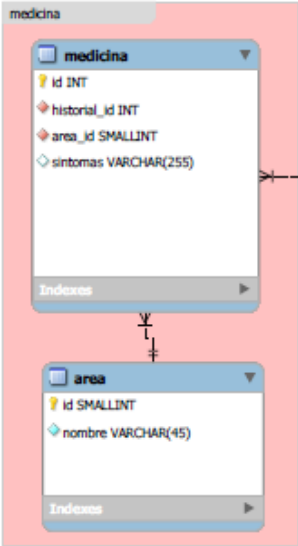 medicina
medicina
id INT
historial_id INT
area_id SMALLINT
sintomas VARCHAR(255)
Indexes
area
id SMALLINT
nombre VARCHAR(45)
Indexes